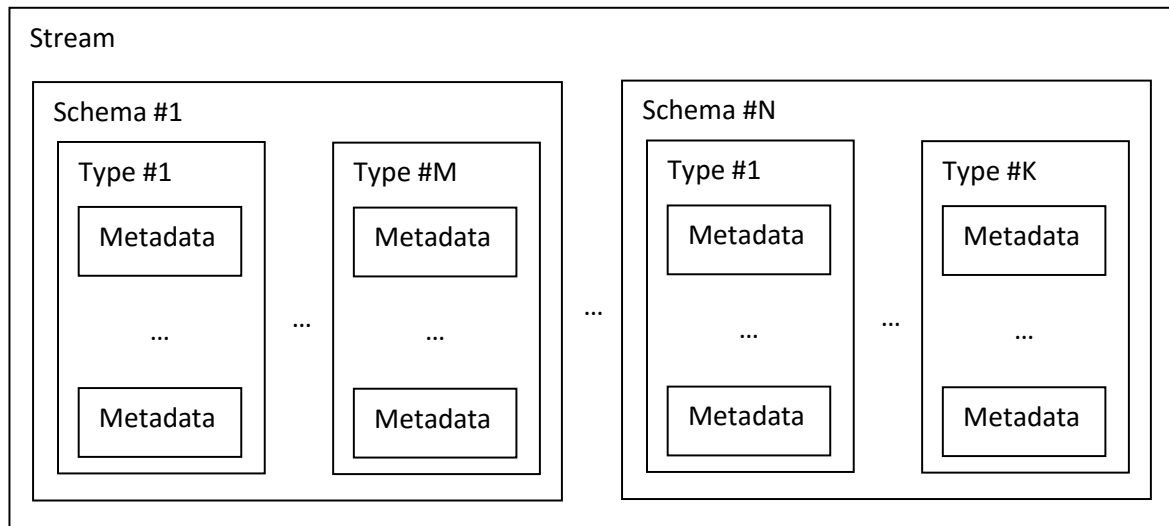 Stream
Schema #1
Schema #N
Type #1
Type #M
Type #1
Type #K
Metadata
Metadata
Metadata
Metadata
...
...
...
...
...
...
...
Metadata
Metadata
Metadata
Metadata